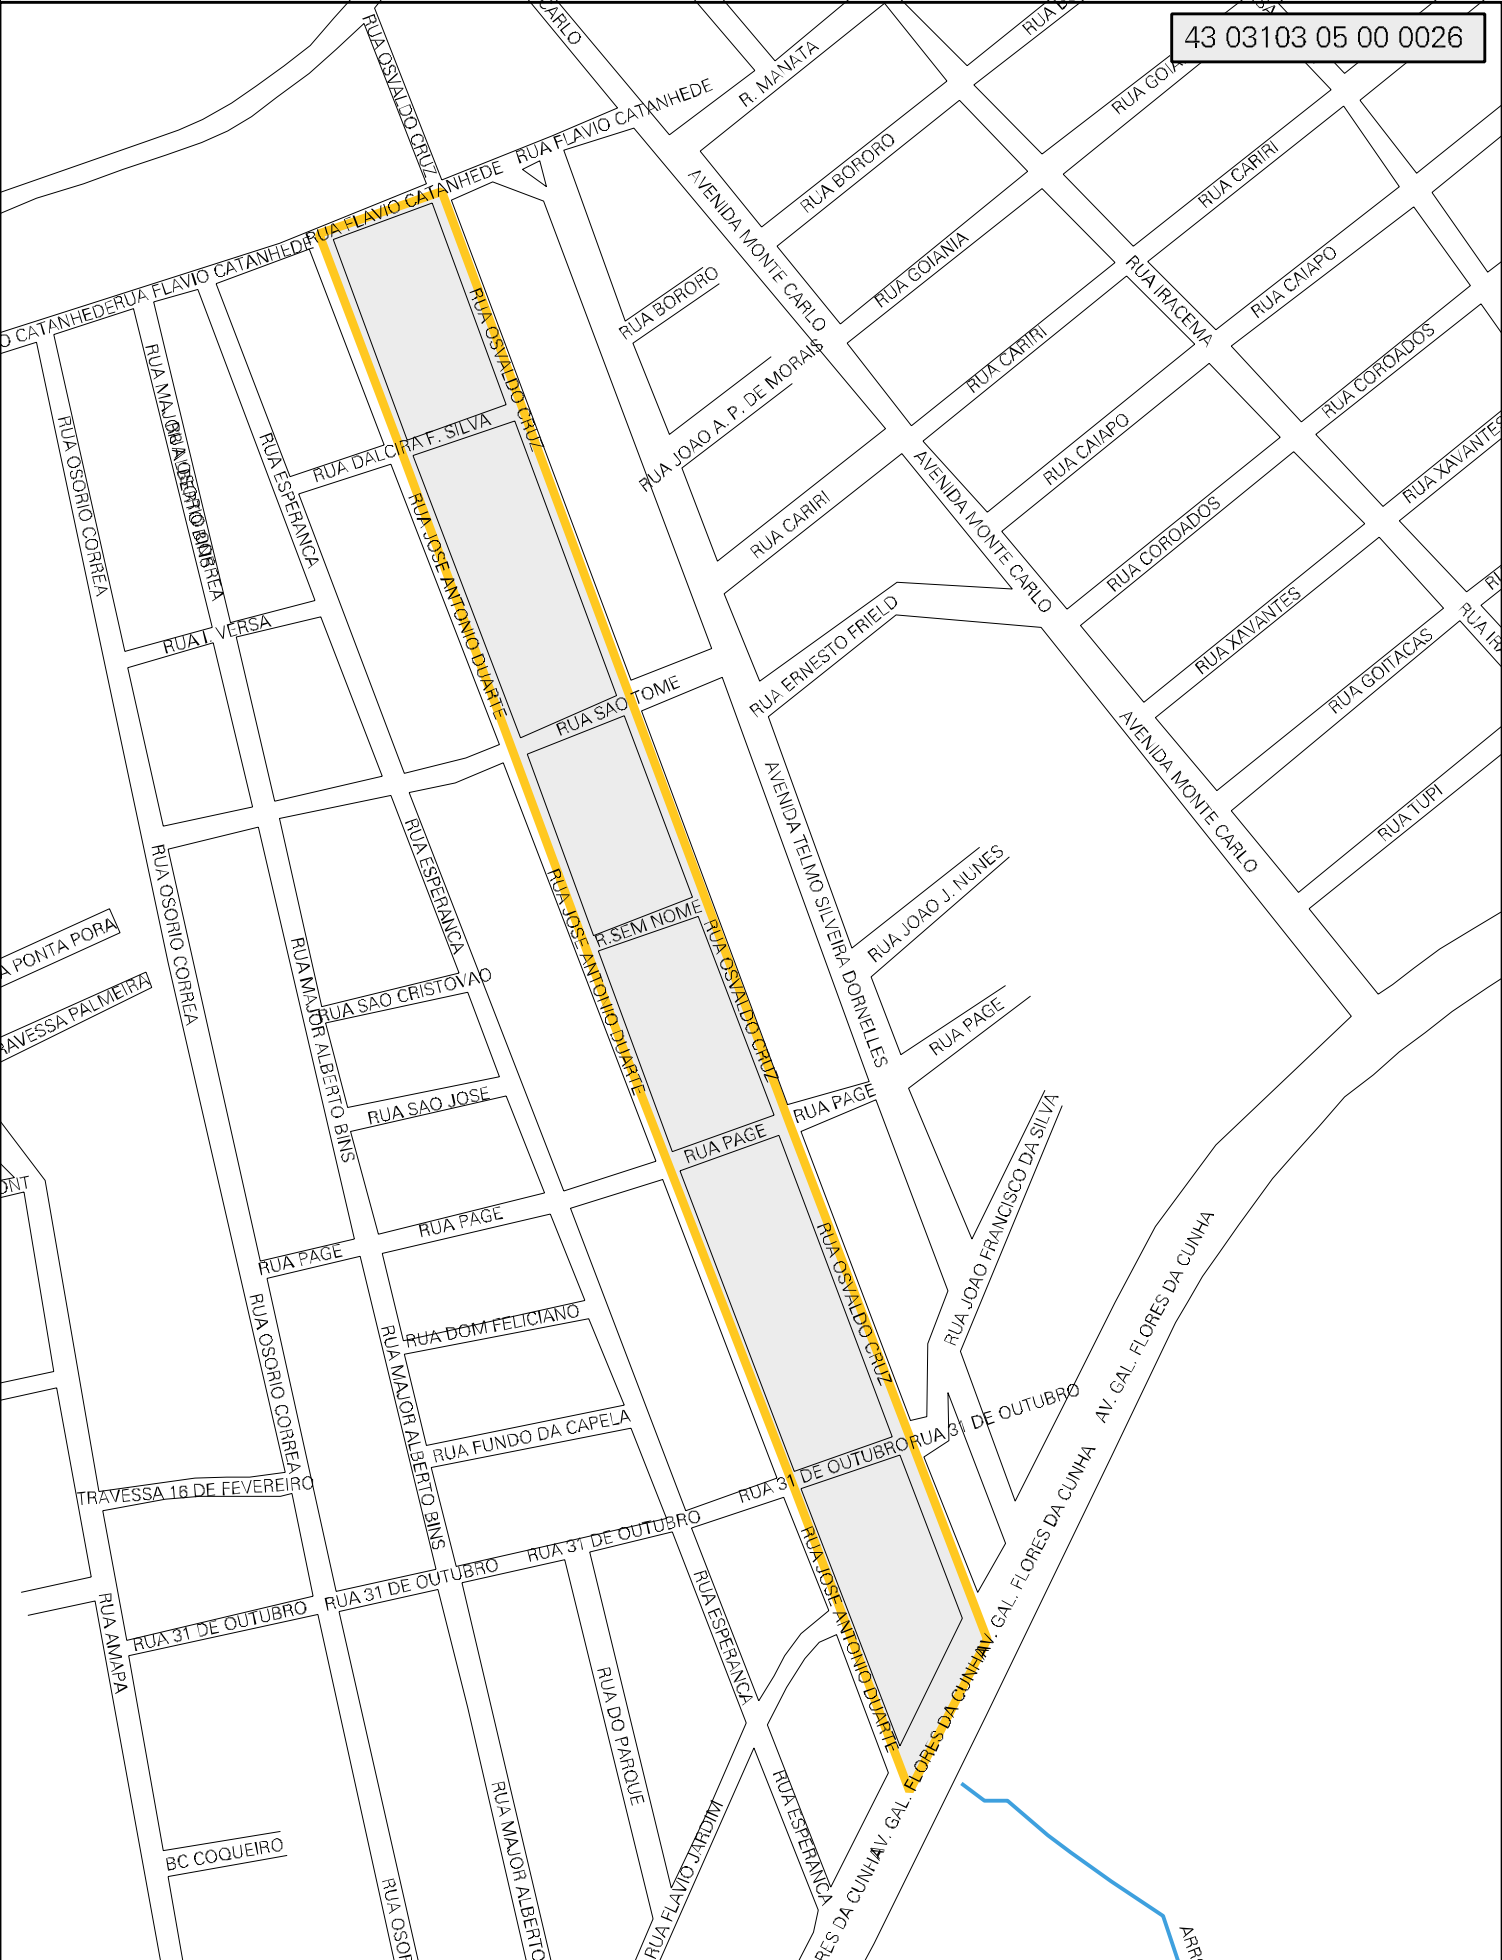 43 03103 05 00 0026
CARLO
RUA OSVALDO CRUZ
R. MANATA
RUA FLAVIO CATANHEDE
RUA BORORO
RUA CARIRI
RUA FLAVIO CATANHEDE
AVENIDA MONTE CARLO
RUA FLAVIO CATANHEDE
RUA GOIANIA
RUA IRACEMA
RUA CAIAPO
O CATANHEDE
RUA BORORO
RUA OSVALDO CRUZ
RUA CARIRI
RUA COROADOS
RUA JOAO A. P. DE MORAIS
RUA DALCIRA F. SILVA
RUA CAIAPO
RUA XAVANTES
RUA OSORIO CORREA
RUA ESPERANCA
RUA CARIRI
AVENIDA MONTE CARLO
RUA COROADOS
RUA JOSE ANTONIO DUARTE
RUA I. VERSA
RUA ERNESTO FRIELD
RUA XAVANTES
RUA GOITACAS
RUA SAO TOME
AVENIDA MONTE CARLO
RUA TUPI
AVENIDA TELMO SILVEIRA DORNELLES
RUA OSORIO CORREA
RUA ESPERANCA
RUA JOAO J. NUNES
RUA JOSE ANTONIO DUARTE
R.SEM NOME
RUA OSVALDO CRUZ
A PONTA PORA
RUA MAJOR ALBERTO BINS
RUA SAO CRISTOVAO
RAVESSA PALMEIRA
RUA PAGE
RUA SAO JOSE
RUA PAGE
RUA JOAO FRANCISCO DA SILVA
RUA PAGE
ONT
RUA PAGE
RUA PAGE
RUA OSVALDO CRUZ
AV. GAL. FLORES DA CUNHA
RUA OSORIO CORREA
RUA DOM FELICIANO
RUA MAJOR ALBERTO BINS
RUA FUNDO DA CAPELA
RUA 31 DE OUTUBRO
RUA 31 DE OUTUBRO
TRAVESSA 16 DE FEVEREIRO
RUA 31 DE OUTUBRO
RUA 31 DE OUTUBRO
RUA 31 DE OUTUBRO
AV. GAL. FLORES DA CUNHA
RUA JOSE ANTONIO DUARTE
RUA ESPERANCA
RUA AMAPA
RUA DO PARQUE
AV. GAL. FLORES DA CUNHA
RUA ESPERANCA
RUA MAJOR ALBERTO
RUA FLAVIO JARDIM
BC COQUEIRO
RUA OSOR
RES DA CUNHA
ARR